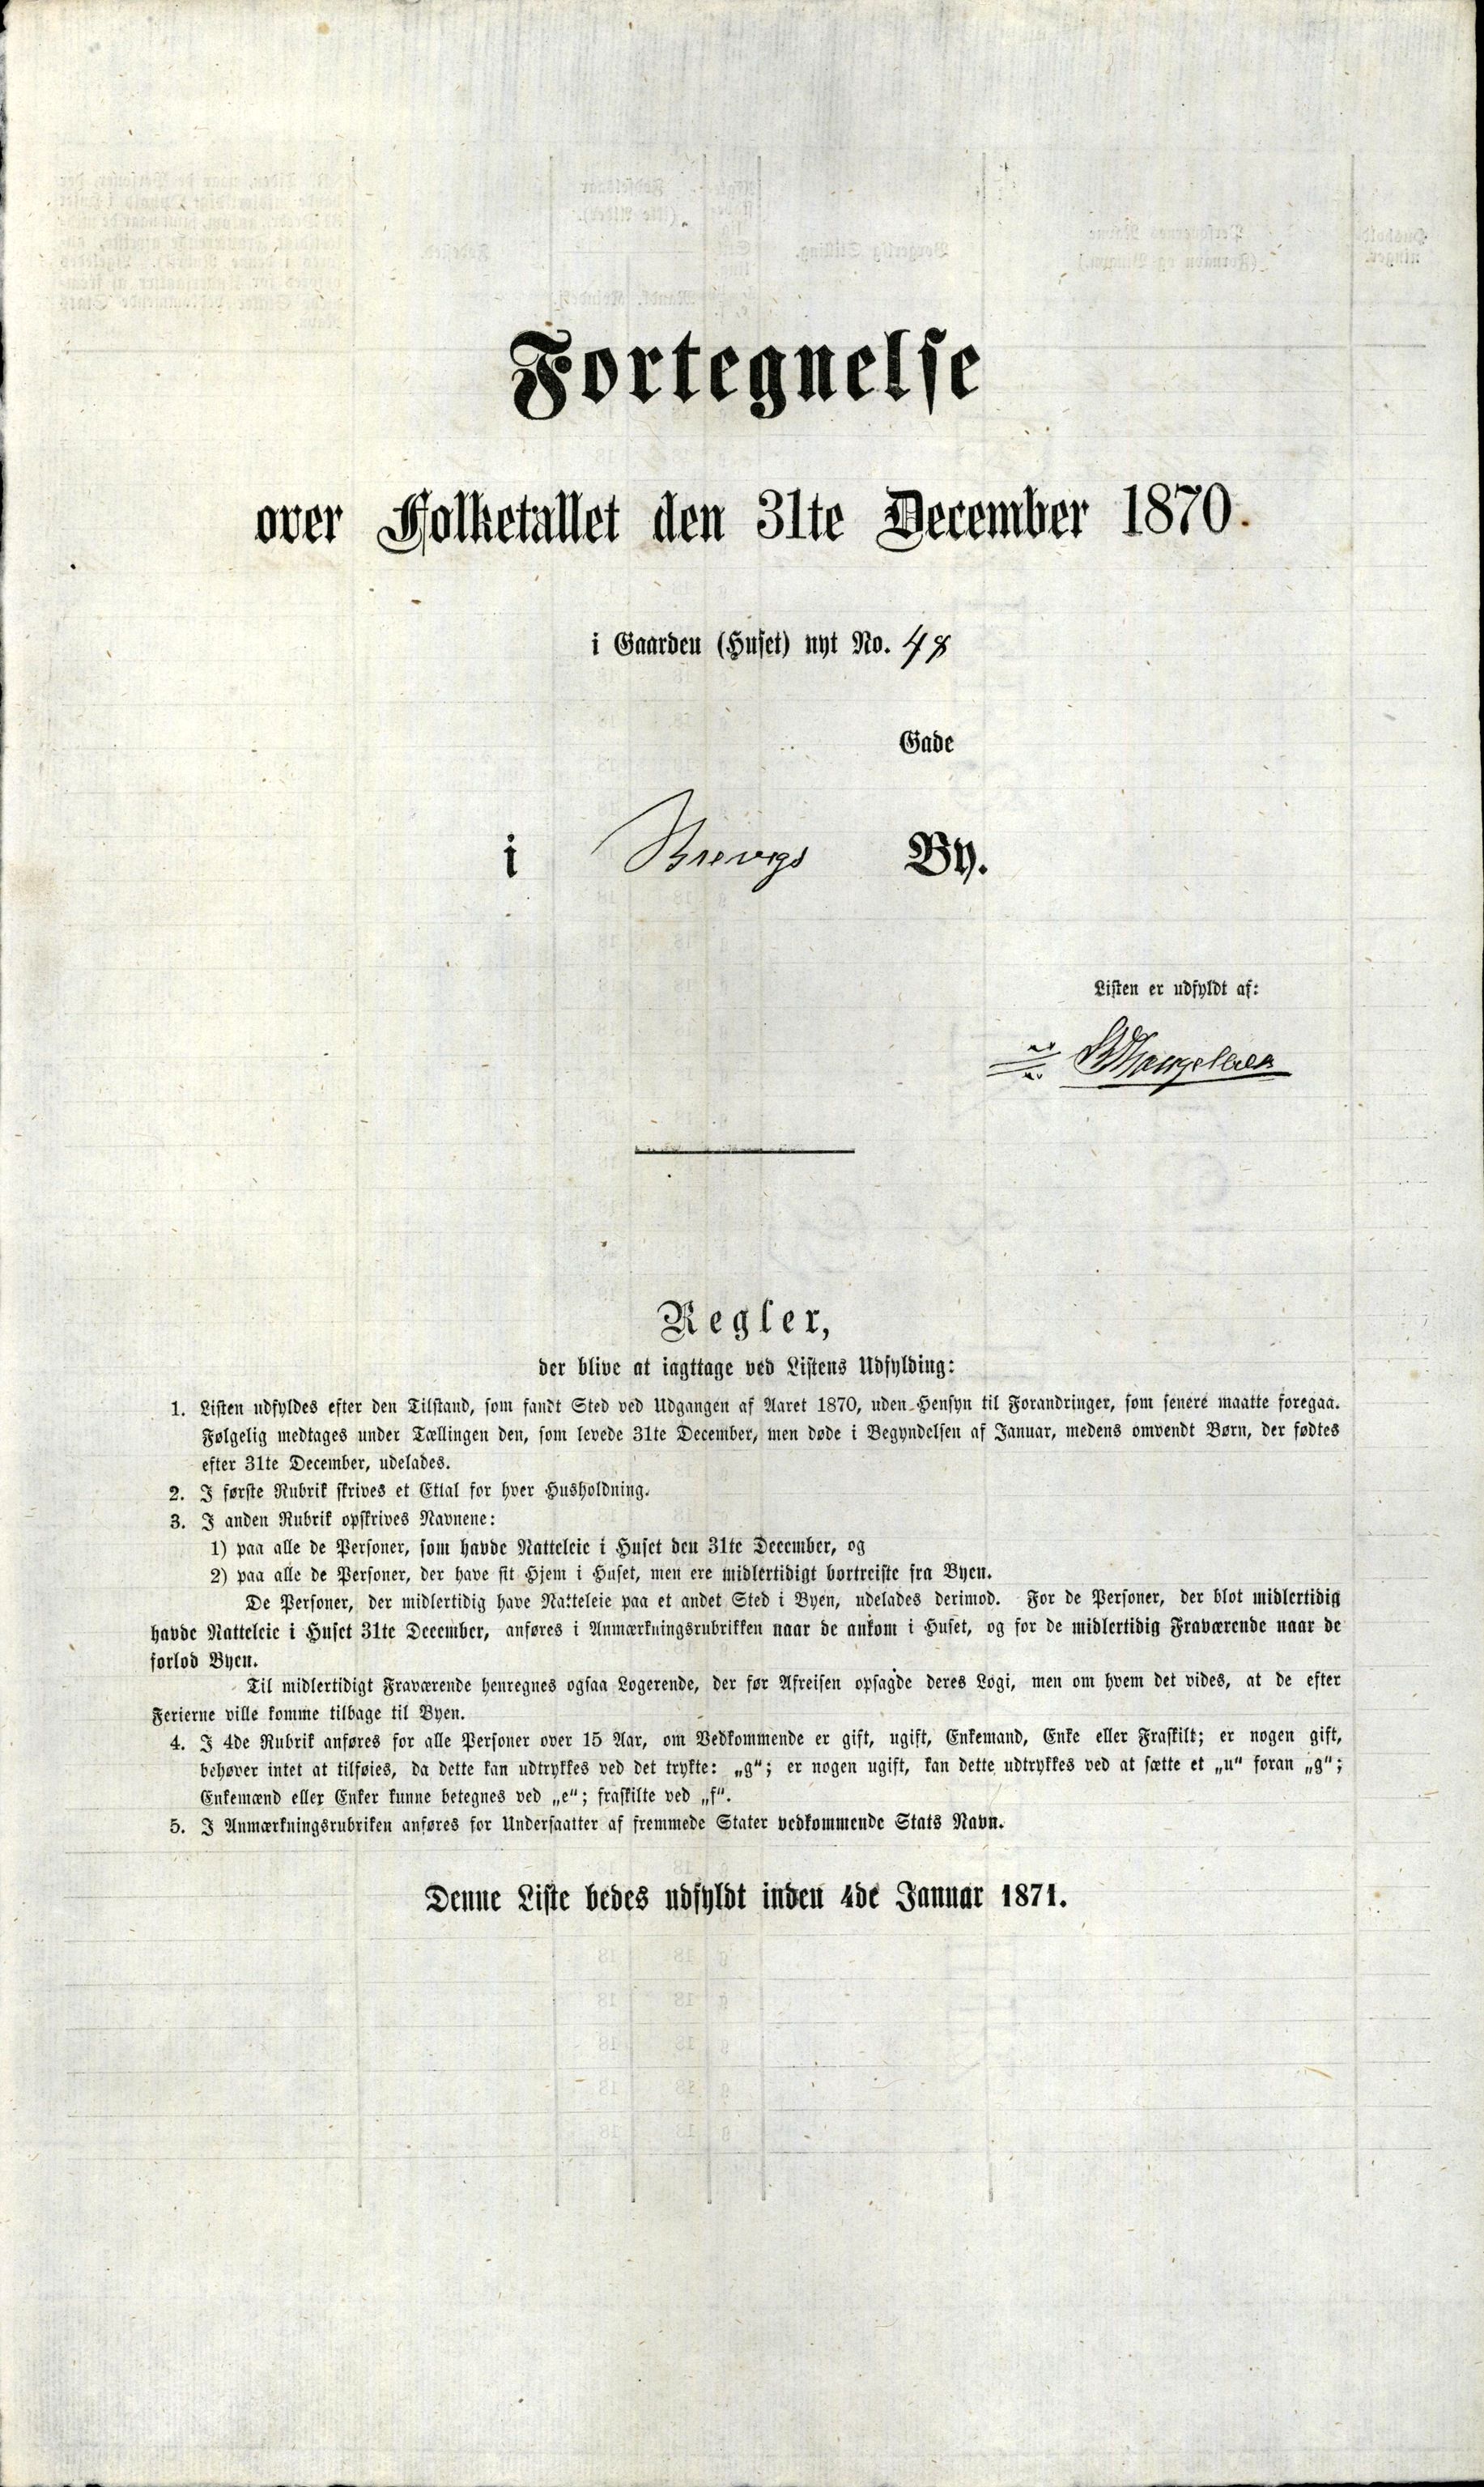 Fortegnelse
over Folketallet den 31te December 1870.
i Gaarden (Huset) nyt No. 48
Gade
i Brevigs By.
Listen er udfyldt af:
Regler,
der blive at iagttage ved Listens Udfylding:
1. Listen udfyldes efter den Tilstand, som fandt Sted ved Udgangen af Aaret 1870, uden Hensyn til Forandringer, som senere maatte foregaa.
Følgelig medtages under Tællingen den, som levede 31te December, men døde i Begyndelsen af Januar, medens omvendt Børn, der fødtes
efter 31te December, udelades.
2. I første Rubrik skrives et Ettal for hver Husholdning.
3. I anden Rubrik opskrives Navnene:
1) paa alle de Personer, som havde Natteleie i Huset den 31te December, og
2) paa alle de Personer, der have sit Hjem i Huset, men ere midlertidigt bortreiste fra Byen.
De Personer, der midlertidig have Natteleie paa et andet Sted i Byen, udelades derimod. For de Personer, der blot midlertidig
havde Natteleie i Huset 31te December, anføres i Anmærkningsrubrikken naar de ankom i Huset, og for de midlertidig Fraværende naar de
forlod Byen.
Til midlertidigt Fraværende henregnes ogsaa Logerende, der før Afreisen opsagde deres Logi, men om hvem det vides, at de efter
Ferierne ville komme tilbage til Byen.
4. I 4de Rubrik anføres for alle Personer over 15 Aar, om Vedkommende er gift, ugift, Enkemand, Enke eller Fraskilt; er nogen gift,
behøver intet at tilføies, da dette kan udtrykkes ved det trykte: „g“; er nogen ugift, kan dette udtrykkes ved at sætte et „u“ foran „g“;
Enkemænd eller Enker kunne betegnes ved „e“; fraskilte ved „f“.
5. I Anmærkningsrubriken anføres for Undersaatter af fremmede Stater vedkommende Stats Navn.
Denne Liste bedes udfyldt inden 4de Januar 1871.